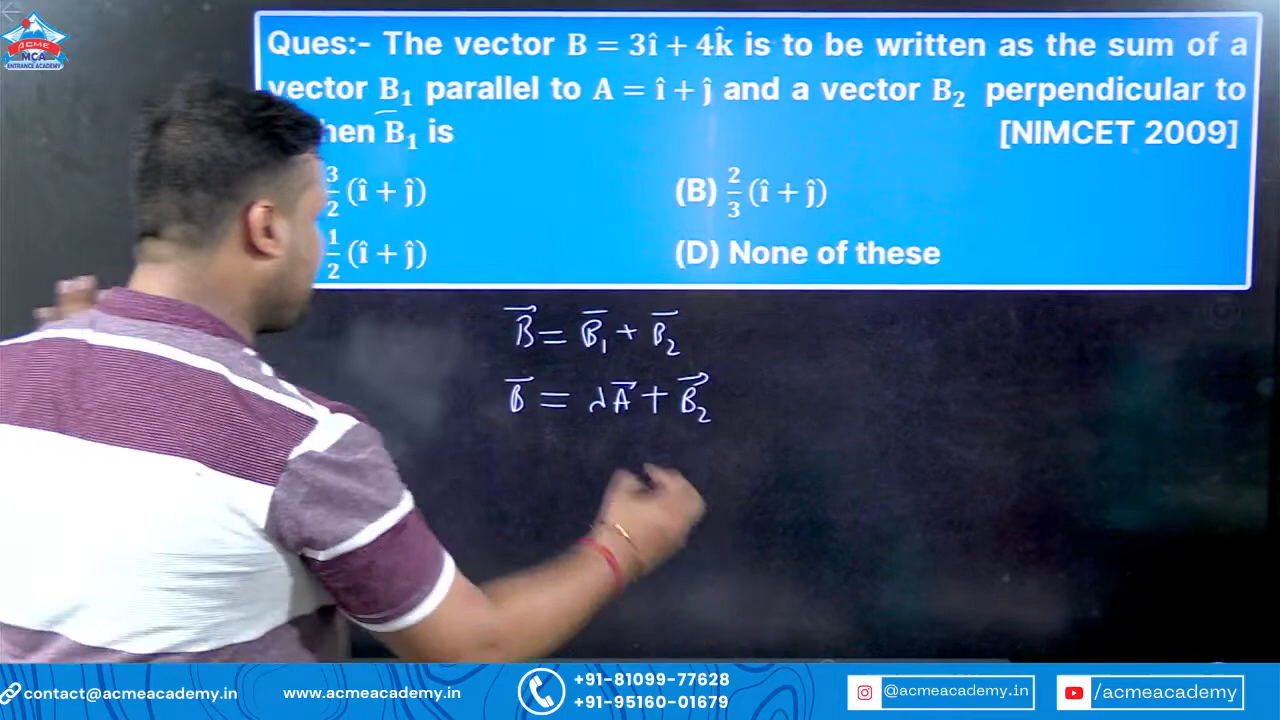 ACME
MCA
ENTRANCE ACADEMY
Ques:- The vector B = 3î + 4k̂ is to be written as the sum of a
vector B₁ parallel to A = î + ĵ and a vector B₂ perpendicular to
hen B₁ is [NIMCET 2009]
3/2 (î + ĵ) (B) 2/3 (î + ĵ)
1/2 (î + ĵ) (D) None of these
B⃗ = B̄₁ + B̄₂
B̄ = λA⃗ + B⃗₂
contact@acmeacademy.in www.acmeacademy.in +91-81099-77628 @acmeacademy.in /acmeacademy
+91-95160-01679